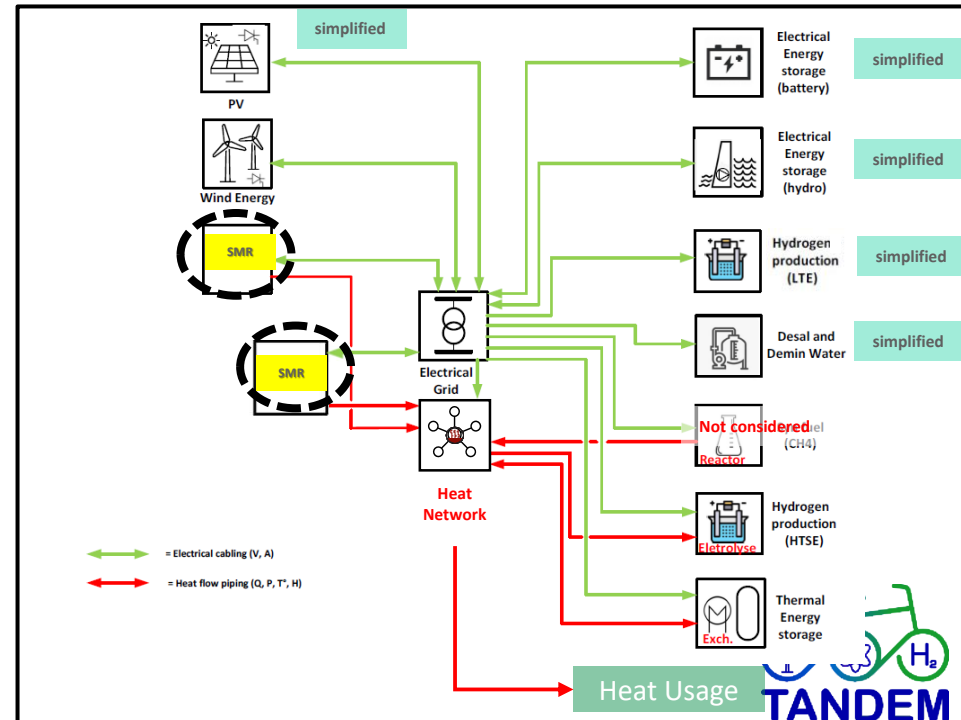 simplified
PV
Wind Energy
SMR
SMR
Electrical
Grid
Heat
Network
= Electrical cabling (V, A)
= Heat flow piping (Q, P, T°, H)
Electrical
Energy
storage
(battery)
simplified
Electrical
Energy
storage
(hydro)
simplified
Hydrogen
production
(LTE)
simplified
Desal and
Demin Water
simplified
Not considered
(CH4)
Reactor
Hydrogen
production
(HTSE)
Eletrolyse
Thermal
Energy
storage
Exch.
Heat Usage
H2
TANDEM